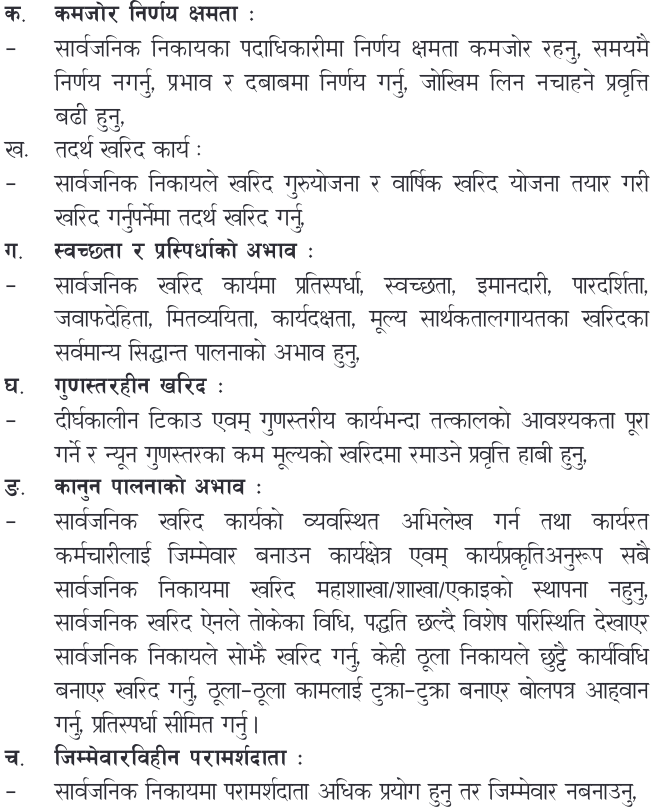 क. कमजोर निर्णय क्षमता :
- सार्वजनिक निकायका पदाधिकारीमा निर्णय क्षमता कमजोर रहनु, समयमै
निर्णय नगर्नु, प्रभाव र दबाबमा निर्णय गर्नु, जोखिम लिन नचाहने प्रवृत्ति
बढी हुनु,
ख. तदर्थ खरिद कार्य :
- सार्वजनिक निकायले खरिद गुरुयोजना र वार्षिक खरिद योजना तयार गरी
खरिद गर्नुपर्नेमा तदर्थ खरिद गर्नु,
ग. स्वच्छता र प्रस्पिर्धाको अभाव :
- सार्वजनिक खरिद कार्यमा प्रतिस्पर्धा, स्वच्छता, इमानदारी, पारदर्शिता,
जवाफदेहिता, मितव्ययिता, कार्यदक्षता, मूल्य सार्थकतालगायतका खरिदका
सर्वमान्य सिद्धान्त पालनाको अभाव हुनु,
घ. गुणस्तरहीन खरिद :
- दीर्घकालीन टिकाउ एवम् गुणस्तरीय कार्यभन्दा तत्कालको आवश्यकता पूरा
गर्ने र न्यून गुणस्तरका कम मूल्यको खरिदमा रमाउने प्रवृत्ति हाबी हुनु,
ङ. कानुन पालनाको अभाव :
- सार्वजनिक खरिद कार्यको व्यवस्थित अभिलेख गर्न तथा कार्यरत
कर्मचारीलाई जिम्मेवार बनाउन कार्यक्षेत्र एवम् कार्यप्रकृतिअनुरूप सबै
सार्वजनिक निकायमा खरिद महाशाखा/शाखा/एकाइको स्थापना नहुनु,
सार्वजनिक खरिद ऐनले तोकेका विधि, पद्धति छल्दै विशेष परिस्थिति देखाएर
सार्वजनिक निकायले सोझै खरिद गर्नु, केही ठूला निकायले छुट्टै कार्यविधि
बनाएर खरिद गर्नु, ठूला-ठूला कामलाई टुक्रा-टुक्रा बनाएर बोलपत्र आह्वान
गर्नु, प्रतिस्पर्धा सीमित गर्नु ।
च. जिम्मेवारविहीन परामर्शदाता :
- सार्वजनिक निकायमा परामर्शदाता अधिक प्रयोग हुनु तर जिम्मेवार नबनाउनु,